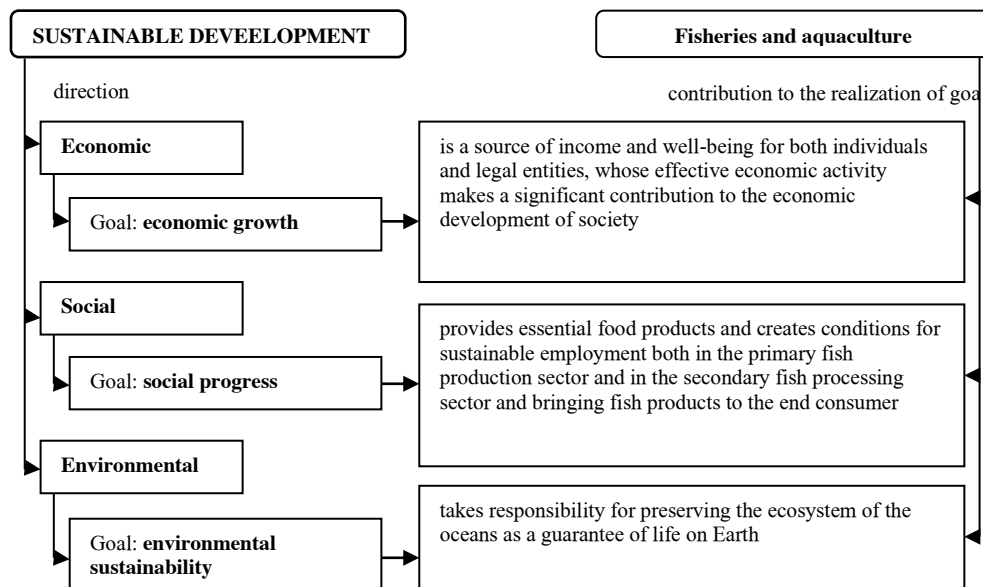 SUSTAINABLE DEVEELOPMENT
Fisheries and aquaculture
direction
contribution to the realization of goa
Economic
is a source of income and well-being for both individuals
and legal entities, whose effective economic activity
makes a significant contribution to the economic
development of society
Goal: economic growth
Social
provides essential food products and creates conditions for
sustainable employment both in the primary fish
production sector and in the secondary fish processing
sector and bringing fish products to the end consumer
Goal: social progress
Environmental
takes responsibility for preserving the ecosystem of the
oceans as a guarantee of life on Earth
Goal: environmental
sustainability